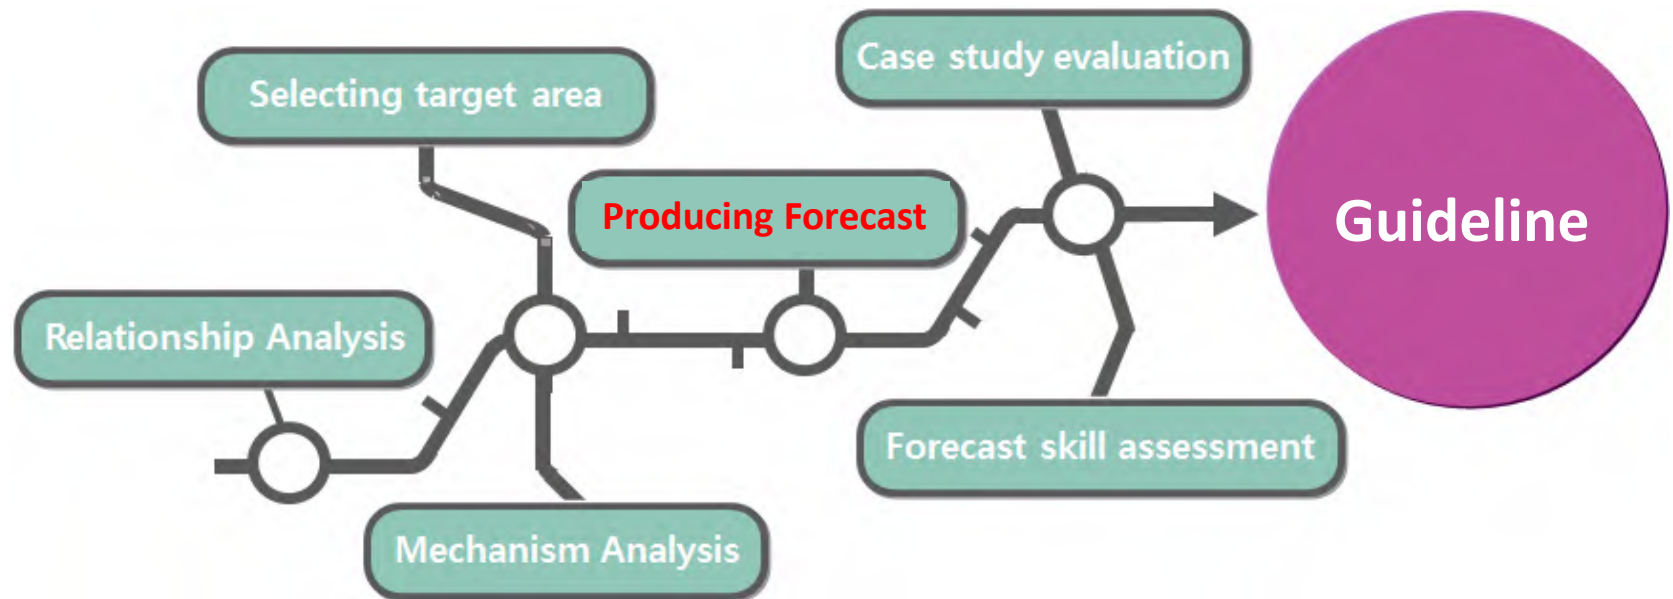 Case study evaluation
Selecting target area
Producing Forecast
Guideline
Relationship Analysis
Forecast skill assessment
Mechanism Analysis